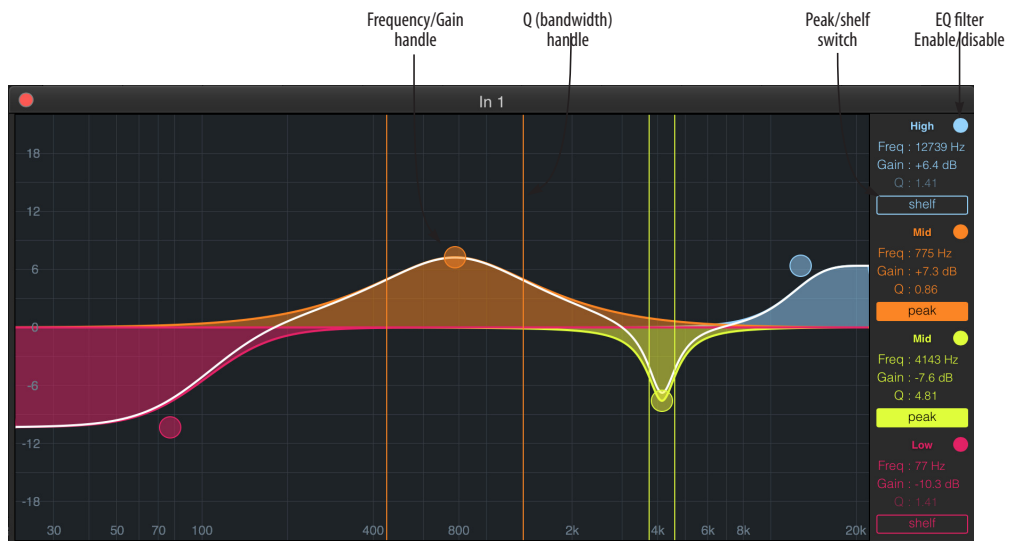 Frequency/Gain
handle
Q (bandwidth)
handle
Peak/shelf
switch
EQ filter
Enable/disable
In 1
18
12
6
0
-6
-12
-18
30 50 70 100 400 800 2k 4k 6k 8k 20k
High
Freq : 12739 Hz
Gain : +6.4 dB
Q : 1.41
shelf
Mid
Freq : 775 Hz
Gain : +7.3 dB
Q : 0.86
peak
Mid
Freq : 4143 Hz
Gain : -7.6 dB
Q : 4.81
peak
Low
Freq : 77 Hz
Gain : -10.3 dB
Q : 1.41
shelf